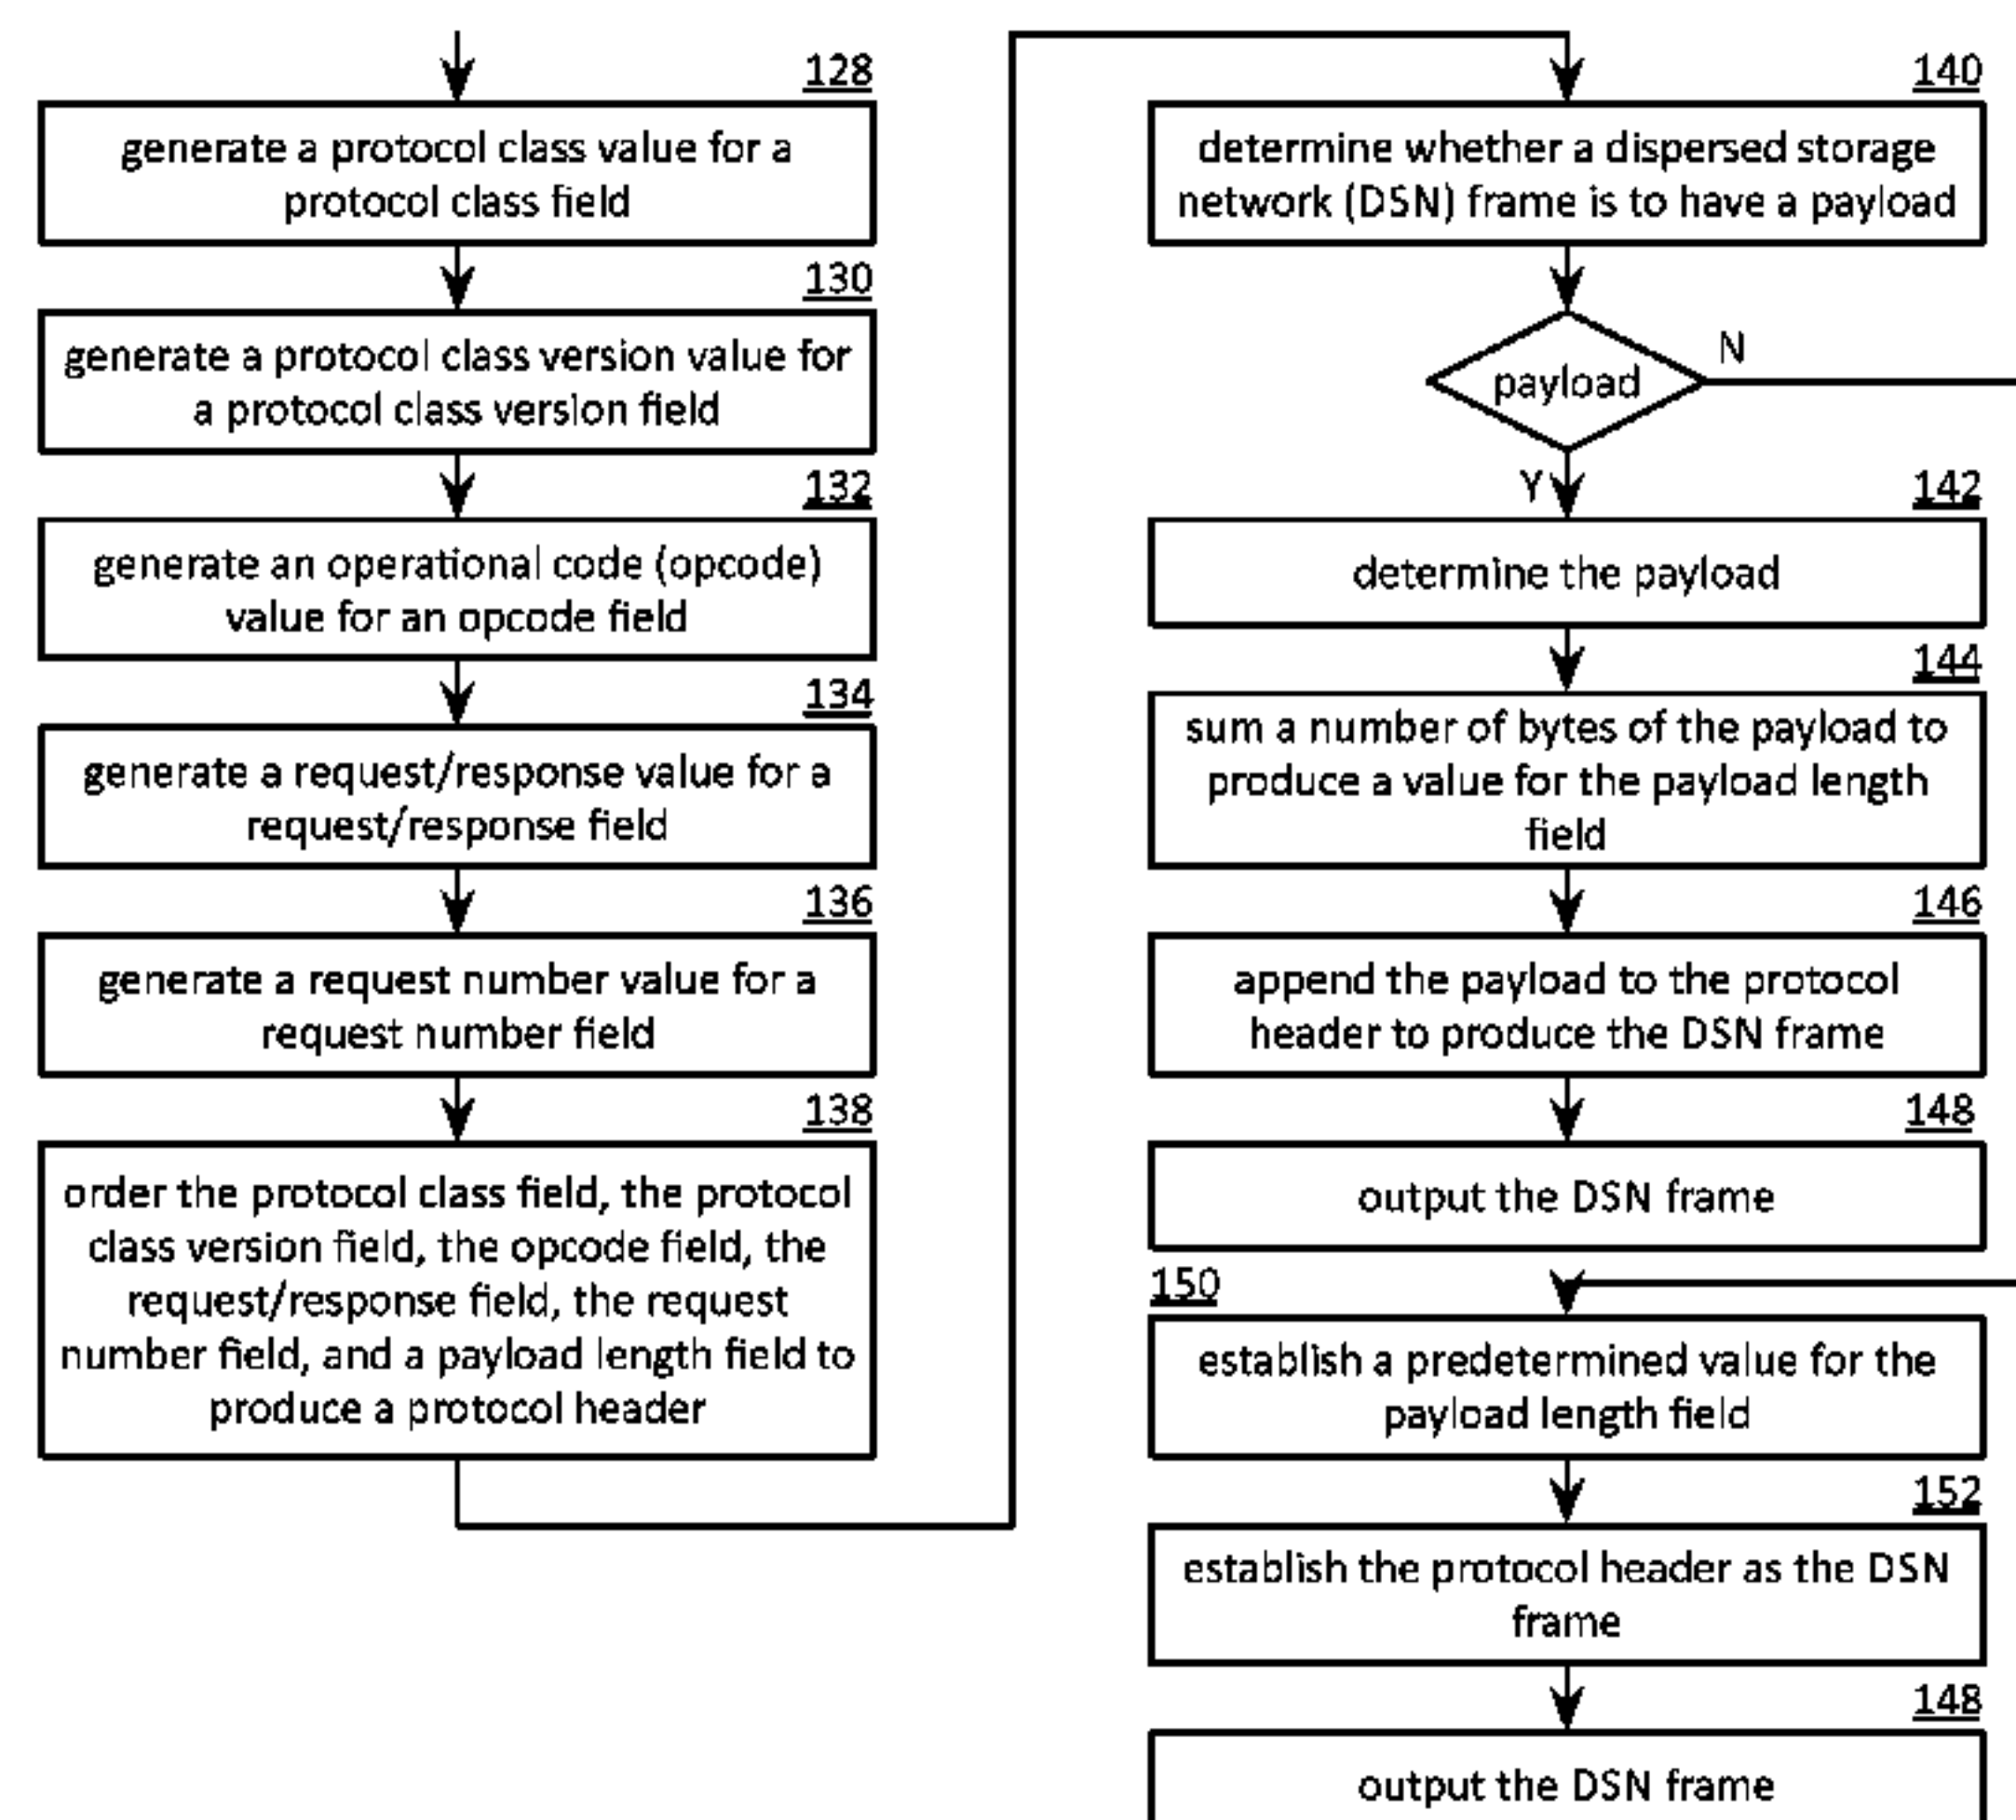 128
generate a protocol class value for a
protocol class field
130
generate a protocol class version value for
a protocol class version field
132
generate an operational code (opcode)
value for an opcode field
134
generate a request/response value for a
request/response field
136
generate a request number value for a
request number field
138
order the protocol class field, the protocol
class version field, the opcode field, the
request/response field, the request
number field, and a payload length field to
produce a protocol header
140
determine whether a dispersed storage
network (DSN) frame is to have a payload
payload
N
Y
142
determine the payload
144
sum a number of bytes of the payload to
produce a value for the payload length
field
146
append the payload to the protocol
header to produce the DSN frame
148
output the DSN frame
150
establish a predetermined value for the
payload length field
152
establish the protocol header as the DSN
frame
148
output the DSN frame